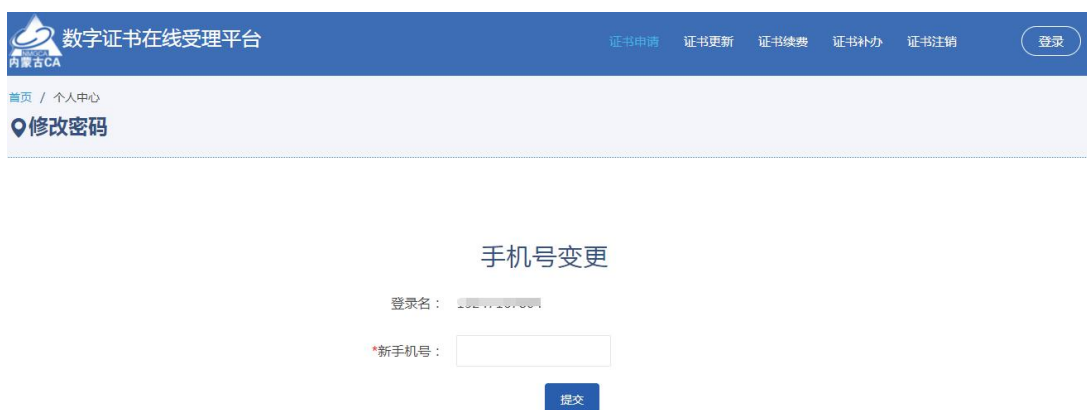 数字证书在线受理平台
内蒙古CA
证书申请 证书更新 证书续费 证书补办 证书注销 登录
首页 / 个人中心
修改密码
手机号变更
登录名：
*新手机号：
提交